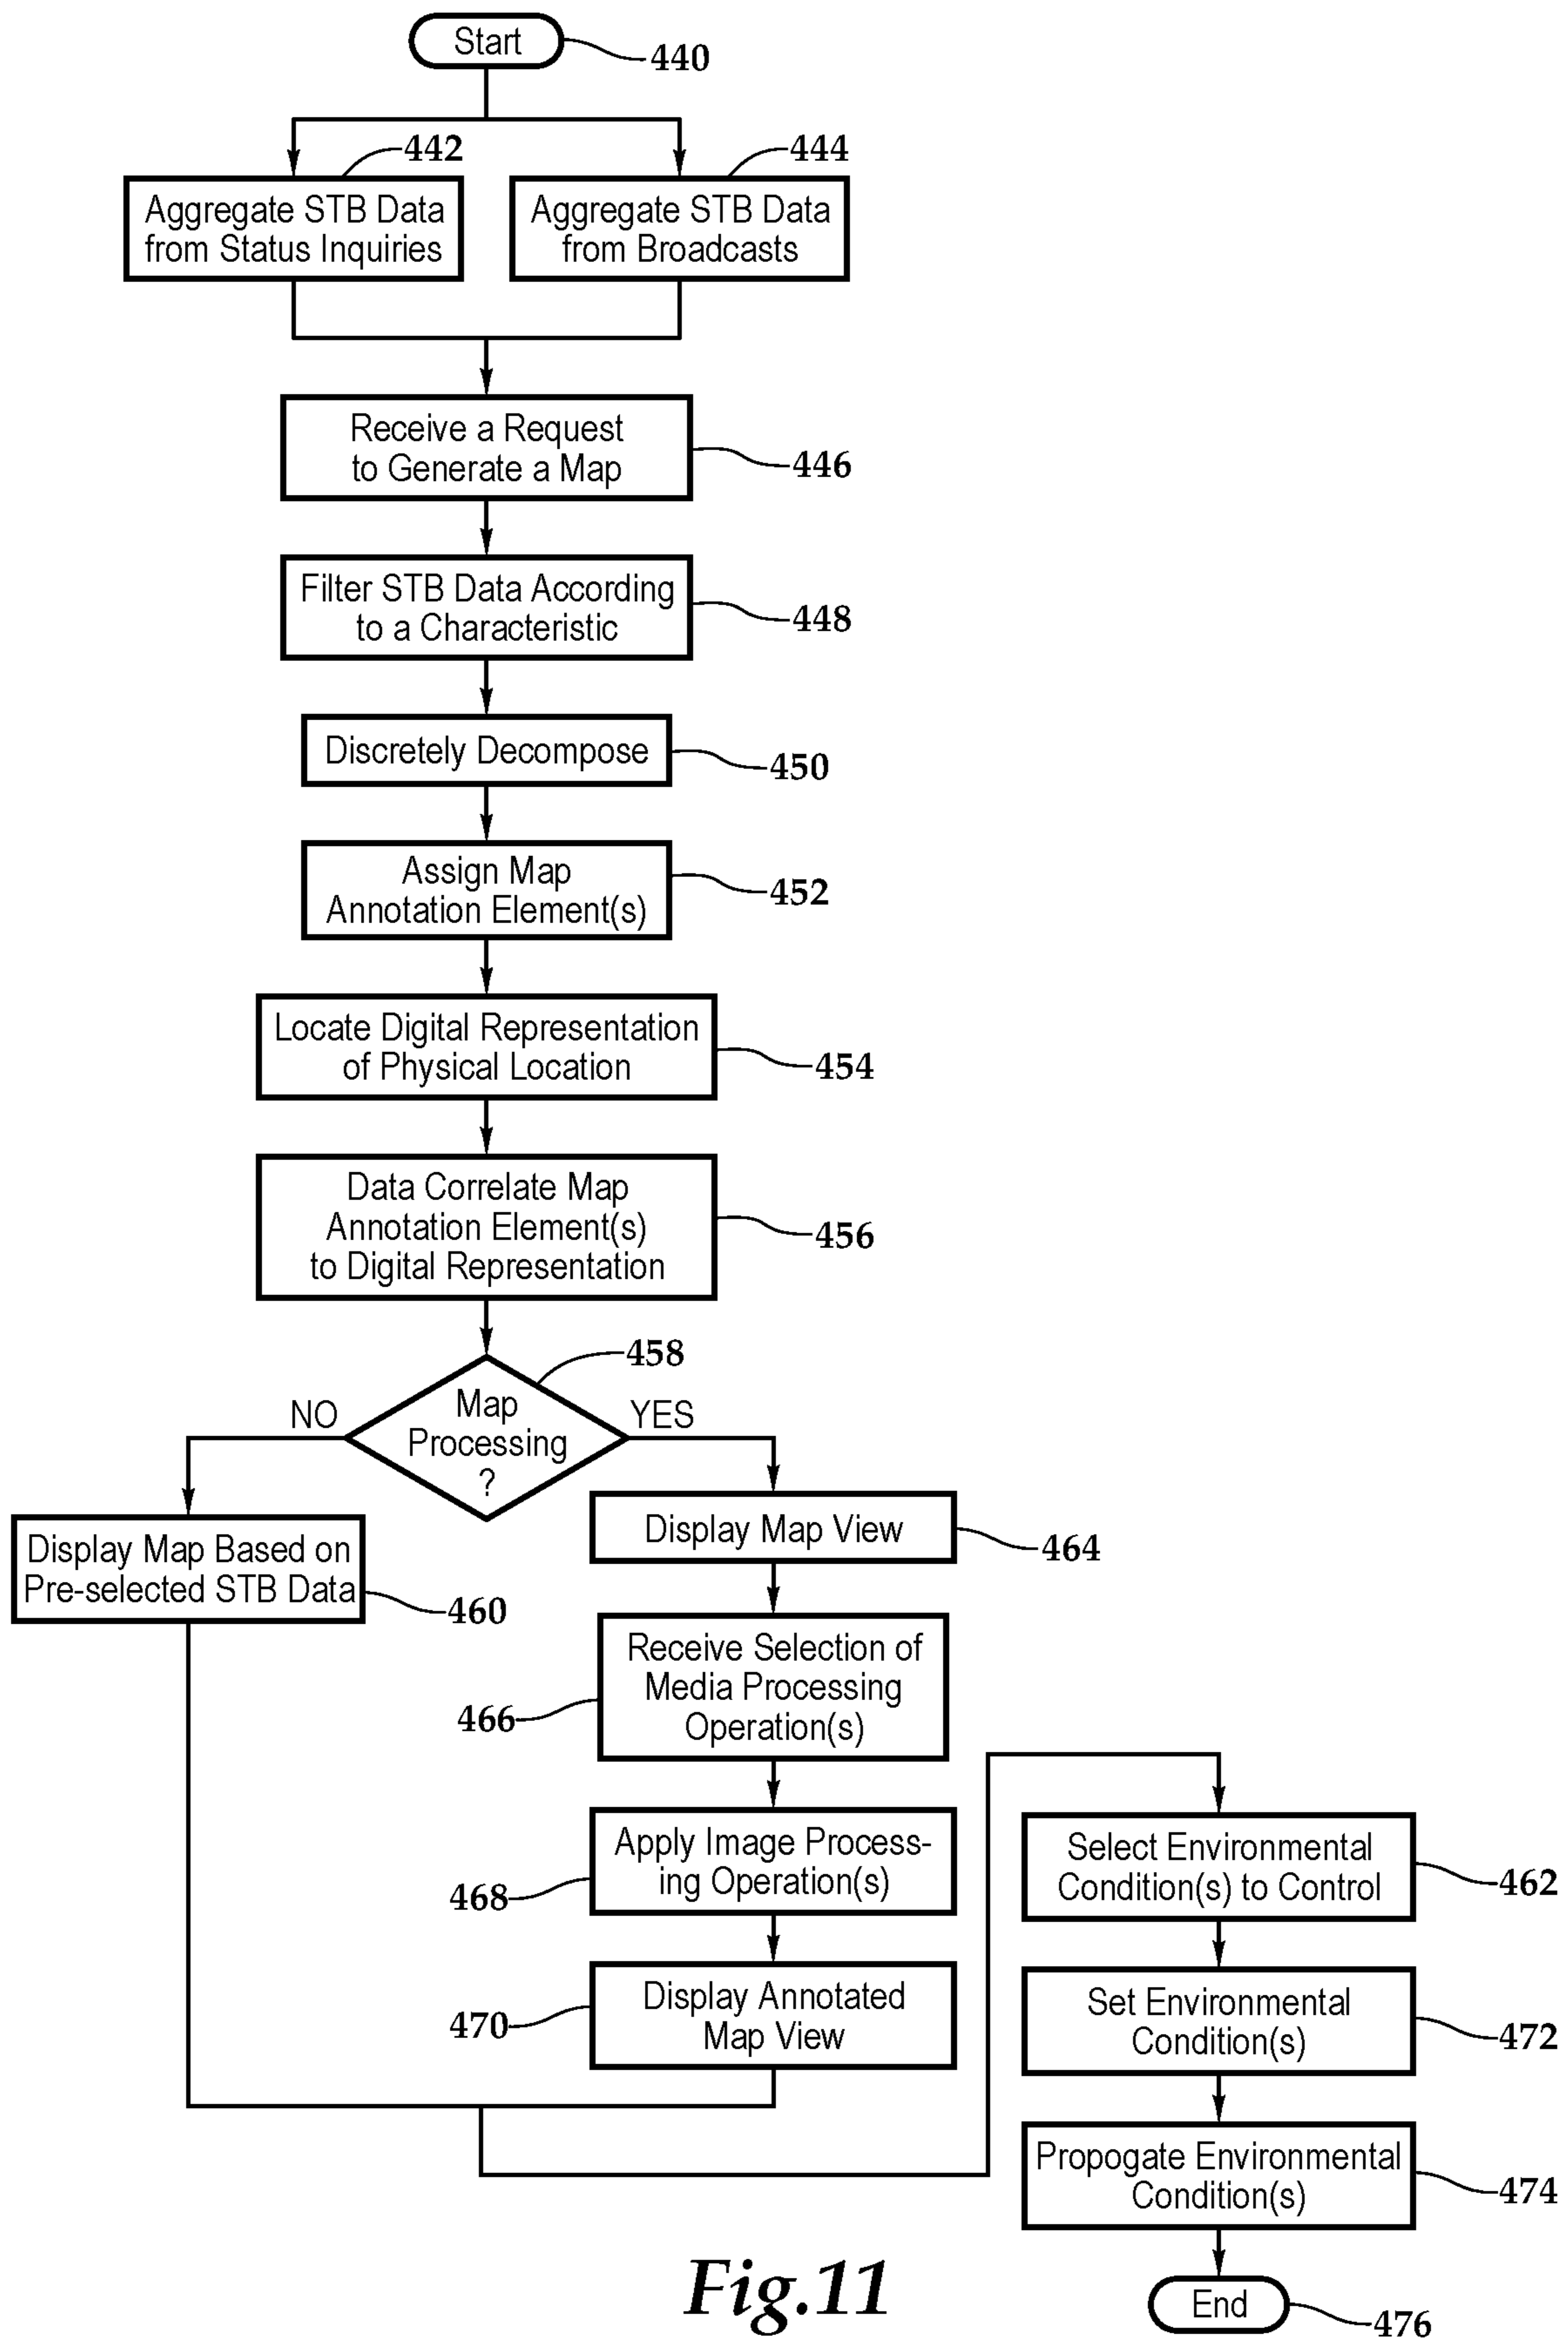 Start
440
442
444
Aggregate STB Data
from Status Inquiries
Aggregate STB Data
from Broadcasts
Receive a Request
to Generate a Map
446
Filter STB Data According
to a Characteristic
448
Discretely Decompose
450
Assign Map
Annotation Element(s)
452
Locate Digital Representation
of Physical Location
454
Data Correlate Map
Annotation Element(s)
to Digital Representation
456
458
Map
Processing
?
NO
YES
Display Map Based on
Pre-selected STB Data
460
Display Map View
464
Receive Selection of
Media Processing
Operation(s)
466
Apply Image Process-
ing Operation(s)
468
Display Annotated
Map View
470
Select Environmental
Condition(s) to Control
462
Set Environmental
Condition(s)
472
Propogate Environmental
Condition(s)
474
End
476
Fig.11